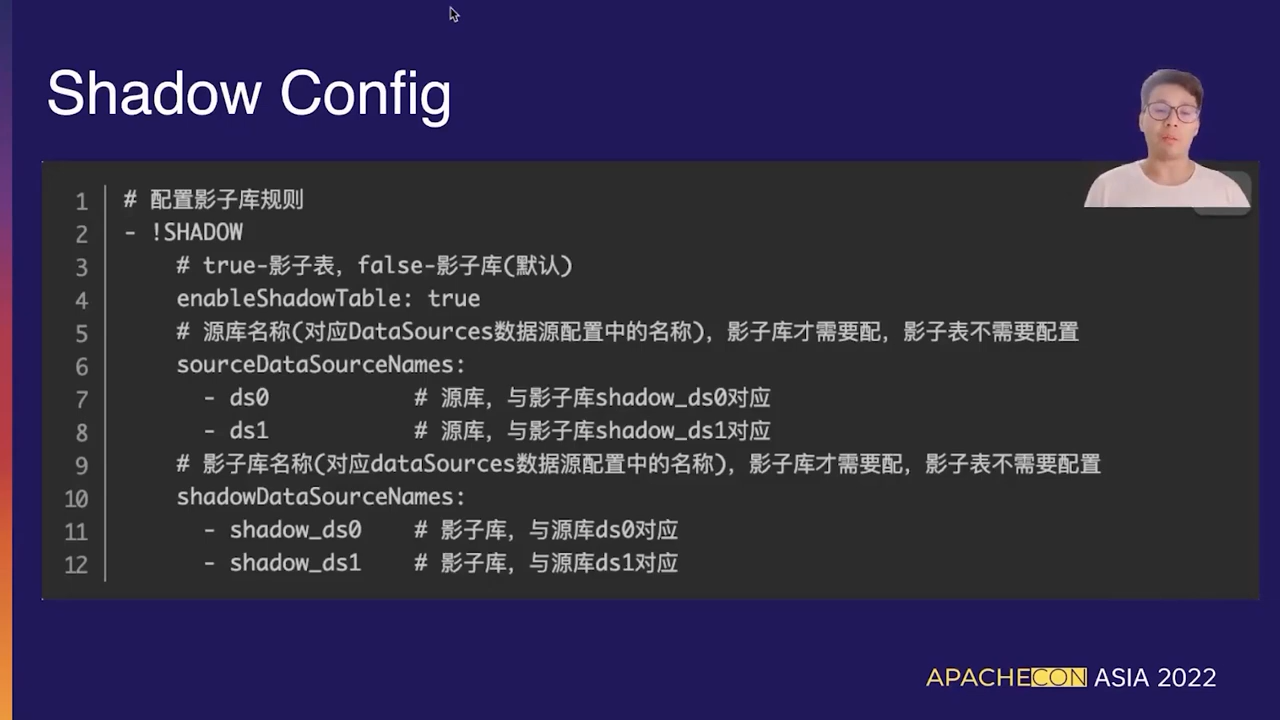 Shadow Config
1 # 配置影子库规则
2 - !SHADOW
3 # true-影子表，false-影子库(默认)
4 enableShadowTable: true
5 # 源库名称(对应DataSources数据源配置中的名称)，影子库才需要配，影子表不需要配置
6 sourceDataSourceNames:
7 - ds0 # 源库，与影子库shadow_ds0对应
8 - ds1 # 源库，与影子库shadow_ds1对应
9 # 影子库名称(对应dataSources数据源配置中的名称)，影子库才需要配，影子表不需要配置
10 shadowDataSourceNames:
11 - shadow_ds0 # 影子库，与源库ds0对应
12 - shadow_ds1 # 影子库，与源库ds1对应
APACHECON ASIA 2022